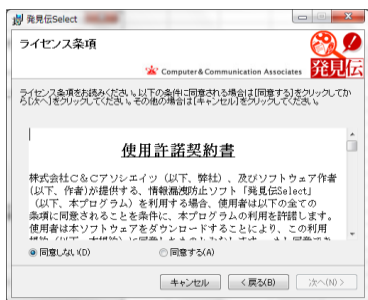 発見伝Select
ライセンス条項
Computer & Communication Associates
発見伝
ライセンス条項をお読みください。以下の条件に同意される場合は[同意する]をクリックしてか
ら[次へ]をクリックしてください。その他の場合は[キャンセル]をクリックしてください。
使用許諾契約書
株式会社C&Cアソシエイツ(以下、弊社)、及びソフトウェア作者
(以下、作者)が提供する、情報漏洩防止ソフト「発見伝Select」
(以下、本プログラム)を利用する場合、使用者は以下の全ての
条項に同意されることを条件に、本プログラムの利用を許諾します。
使用者は本ソフトウェアをダウンロードすることにより、この利用
同意しない(D)
同意する(A)
キャンセル
< 戻る(B)
次へ(N) >